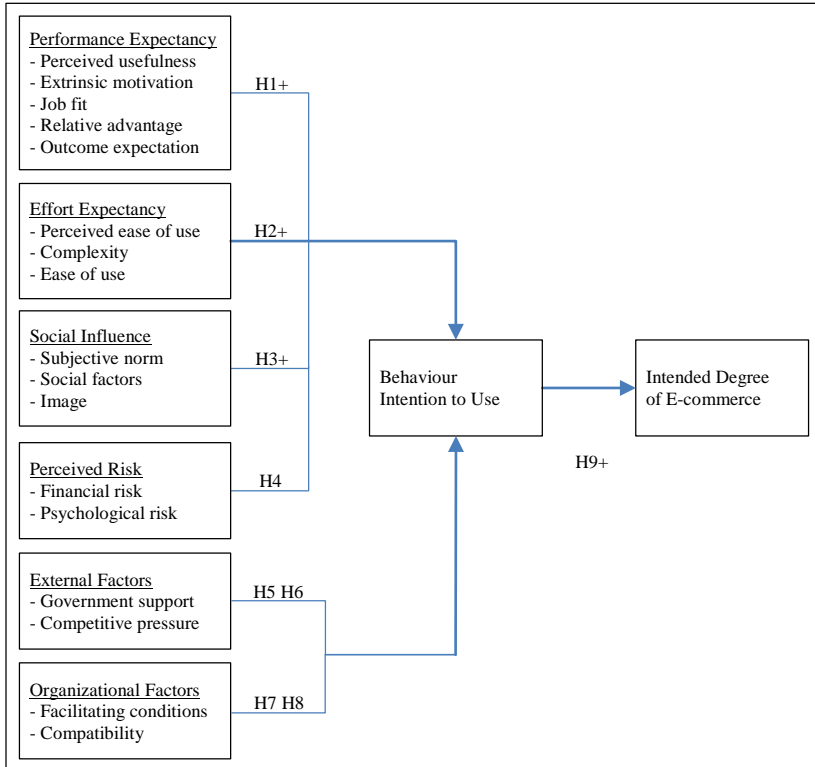 Performance Expectancy
- Perceived usefulness
- Extrinsic motivation
- Job fit
- Relative advantage
- Outcome expectation
H1+
Effort Expectancy
- Perceived ease of use
- Complexity
- Ease of use
H2+
Social Influence
- Subjective norm
- Social factors
- Image
H3+
Perceived Risk
- Financial risk
- Psychological risk
H4
External Factors
- Government support
- Competitive pressure
H5 H6
Organizational Factors
- Facilitating conditions
- Compatibility
H7 H8
Behaviour
Intention to Use
Intended Degree
of E-commerce
H9+